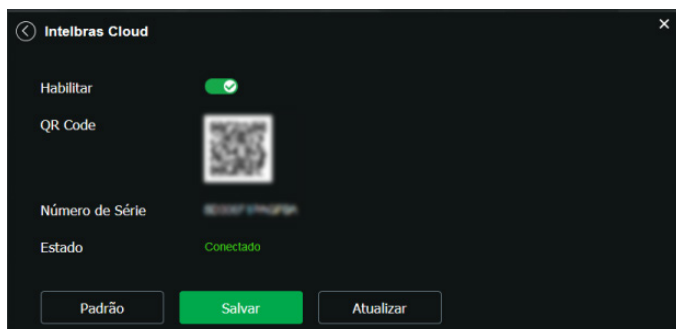 Intelbras Cloud
Habilitar
QR Code
Número de Série
Estado Conectado
Padrão Salvar Atualizar